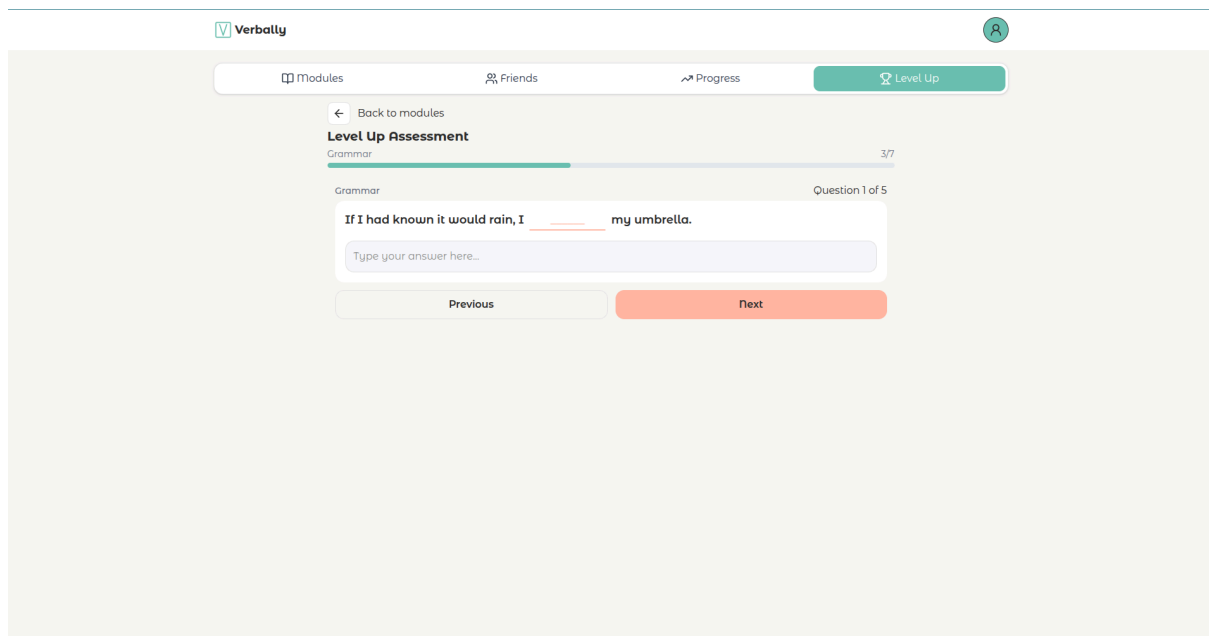 Verbally
Modules Friends Progress Level Up
Back to modules
Level Up Assessment
Grammar 3/7
Grammar Question 1 of 5
If I had known it would rain, I ______ my umbrella.
Type your answer here...
Previous Next